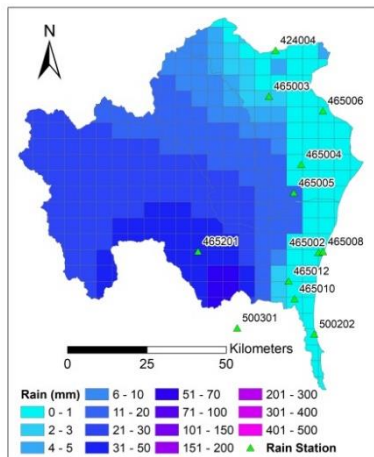 N
424004
465003
465006
465004
465005
465201
465002 465008
465012
465010
500301
500202
Kilometers
0 25 50
Rain (mm)
0 - 1
2 - 3
4 - 5
6 - 10
11 - 20
21 - 30
31 - 50
51 - 70
71 - 100
101 - 150
151 - 200
201 - 300
301 - 400
401 - 500
Rain Station